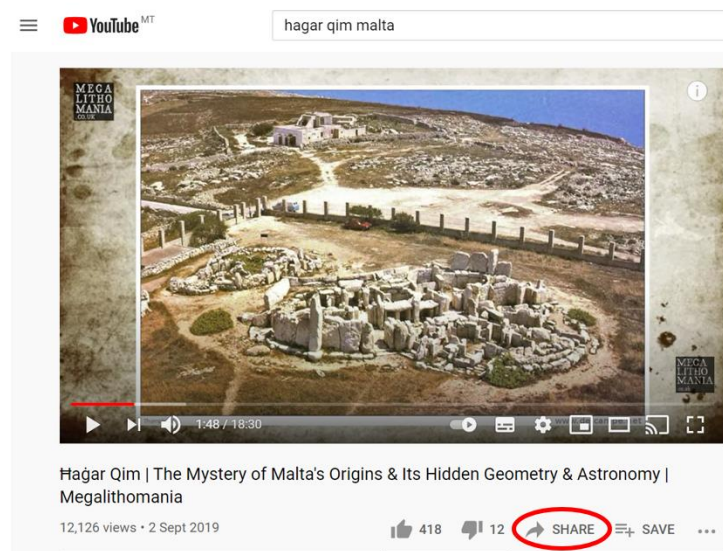 YouTube MT
hagar qim malta
MEGA
LITHO
MANIA
.CO.UK
i
MEGA
LITHO
MANIA
1:48 / 18:30
Ħaġar Qim | The Mystery of Malta's Origins & Its Hidden Geometry & Astronomy |
Megalithomania
12,126 views • 2 Sept 2019 418 12 SHARE SAVE ...